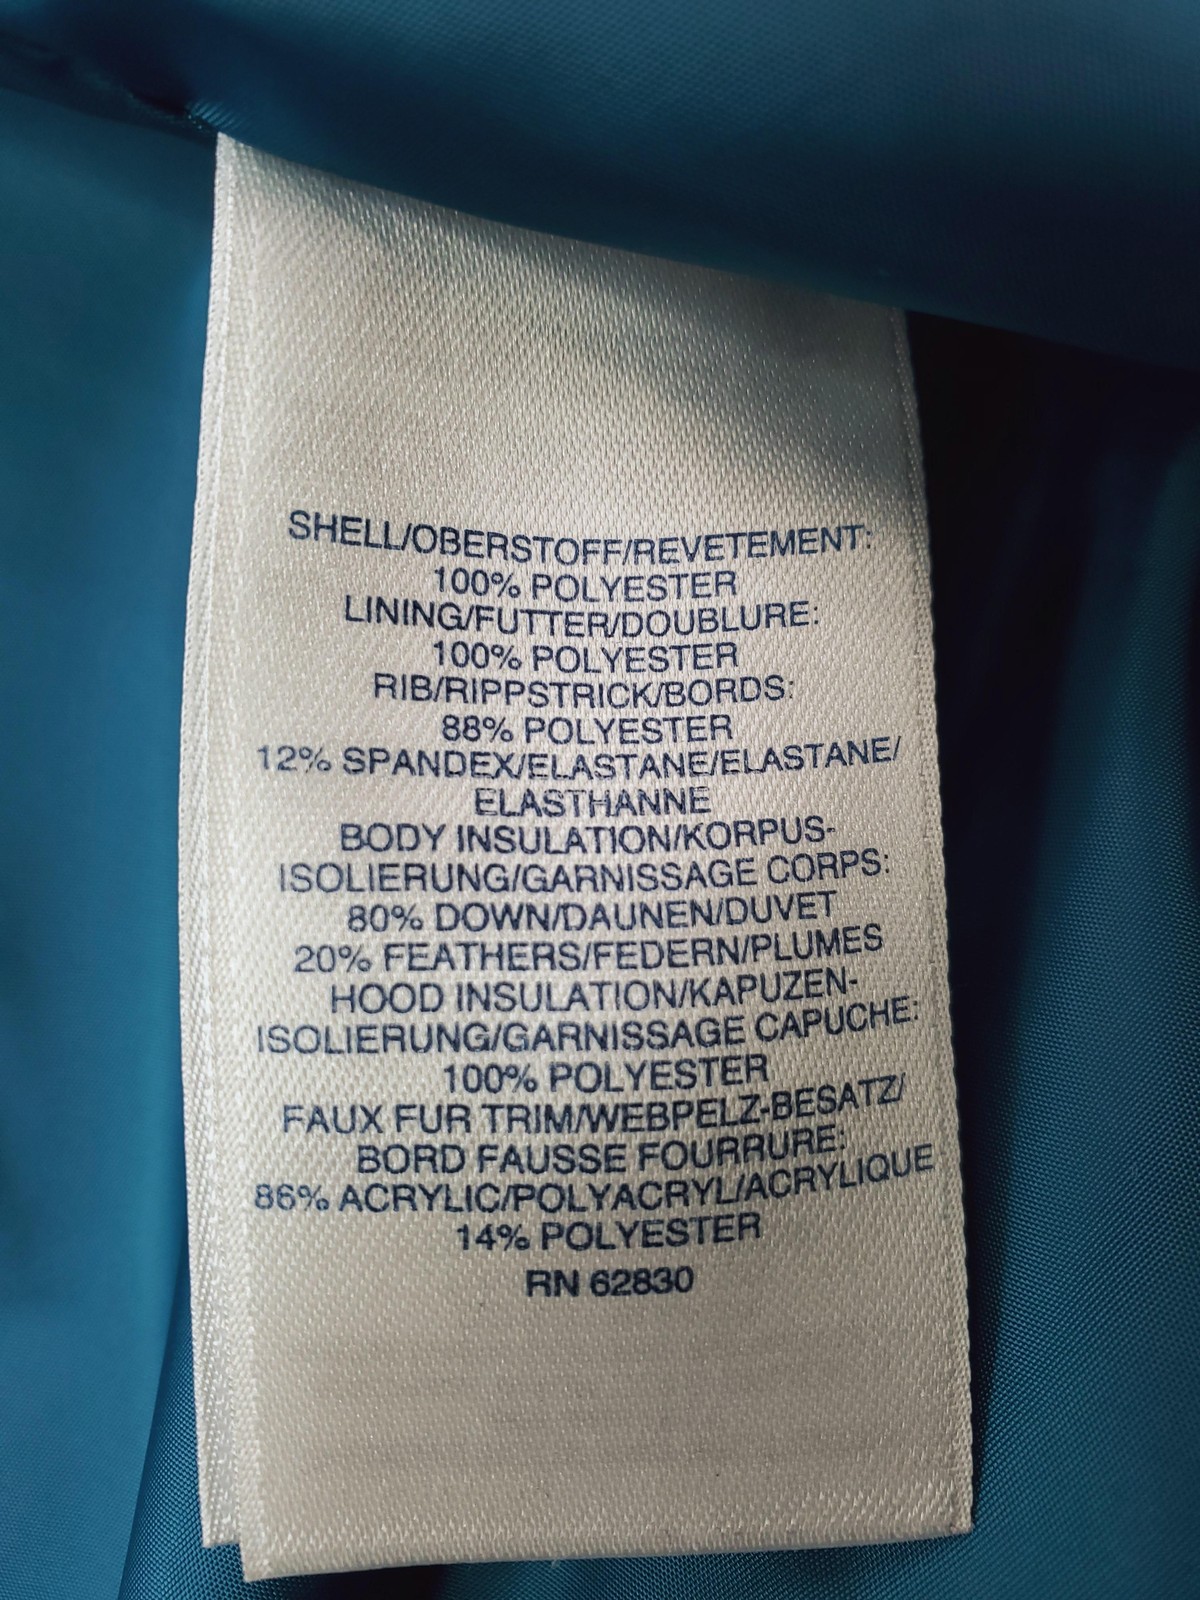 SHELL/OBERSTOFF/REVETEMENT:
100% POLYESTER
LINING/FUTTER/DOUBLURE:
100% POLYESTER
RIB/RIPPSTRICK/BORDS:
88% POLYESTER
12% SPANDEX/ELASTANE/ELASTANE/
ELASTHANNE
BODY INSULATION/KORPUS-
ISOLIERUNG/GARNISSAGE CORPS:
80% DOWN/DAUNEN/DUVET
20% FEATHERS/FEDERN/PLUMES
HOOD INSULATION/KAPUZEN-
ISOLIERUNG/GARNISSAGE CAPUCHE:
100% POLYESTER
FAUX FUR TRIM/WEBPELZ-BESATZ/
BORD FAUSSE FOURRURE:
86% ACRYLIC/POLYACRYL/ACRYLIQUE
14% POLYESTER
RN 62830